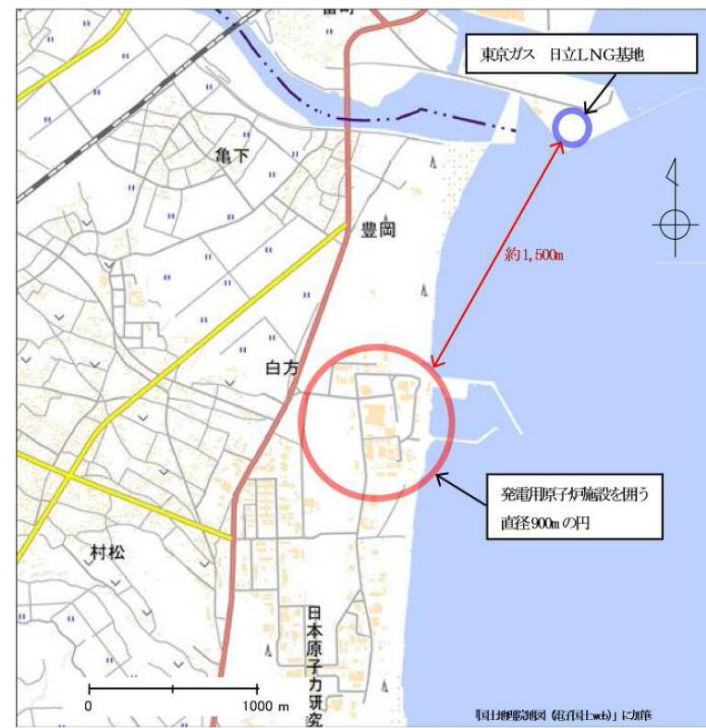 東京ガス 日立LNG基地
亀下
豊岡
約1,500m
白方
発電用原子炉施設を囲う
直径900mの円
村松
日本原子力研究
0 1000 m
「国土地理院地図（電子国土web）」に加筆